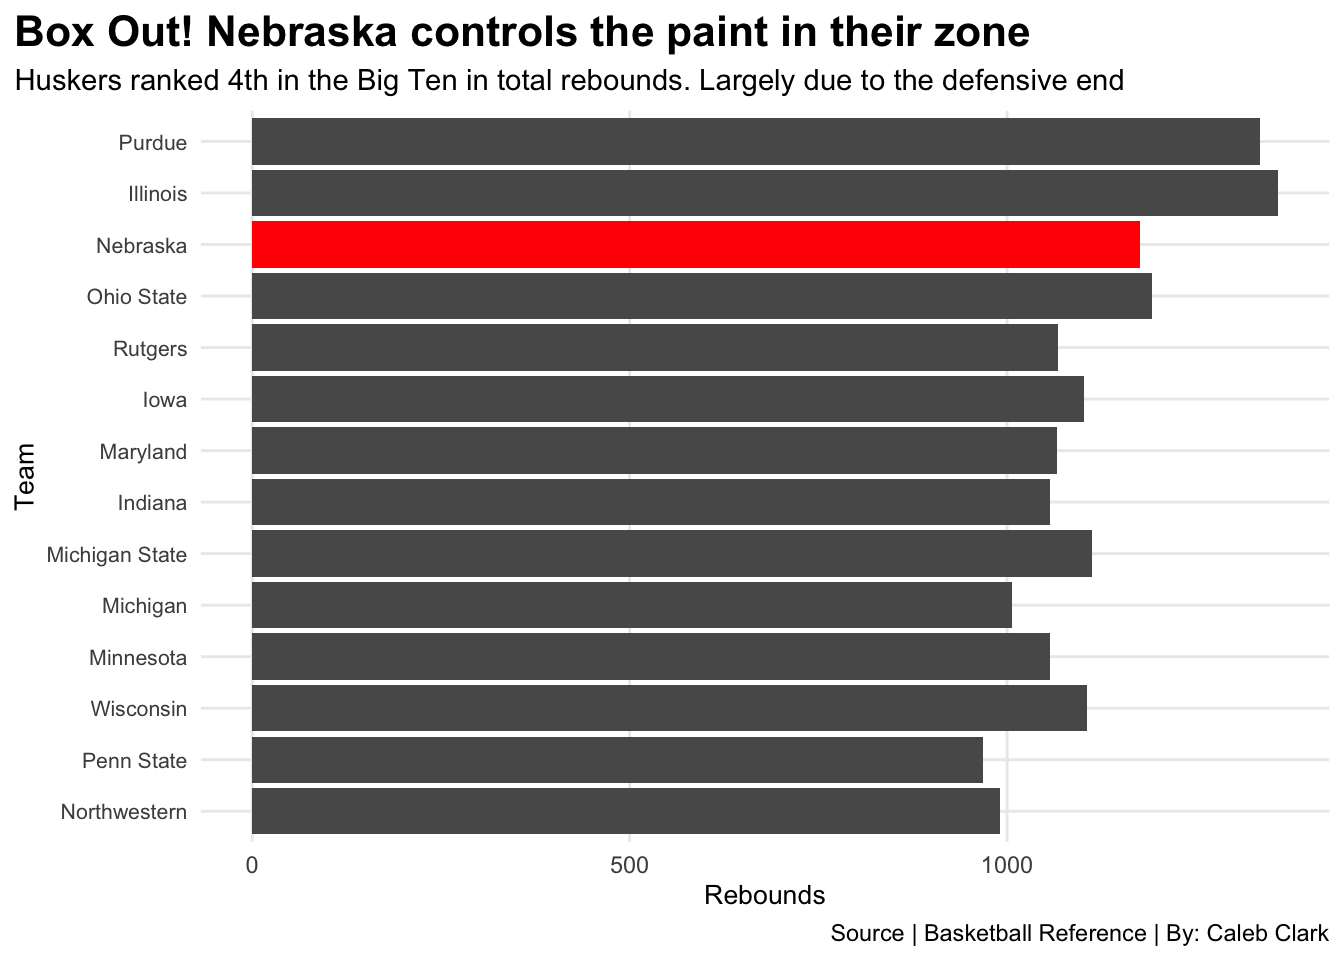 Box Out! Nebraska controls the paint in their zone
Huskers ranked 4th in the Big Ten in total rebounds. Largely due to the defensive end
Purdue
Illinois
Nebraska
Ohio State
Rutgers
Iowa
Maryland
Indiana
Michigan State
Michigan
Minnesota
Wisconsin
Penn State
Northwestern
Team
0 500 1000
Rebounds
Source | Basketball Reference | By: Caleb Clark